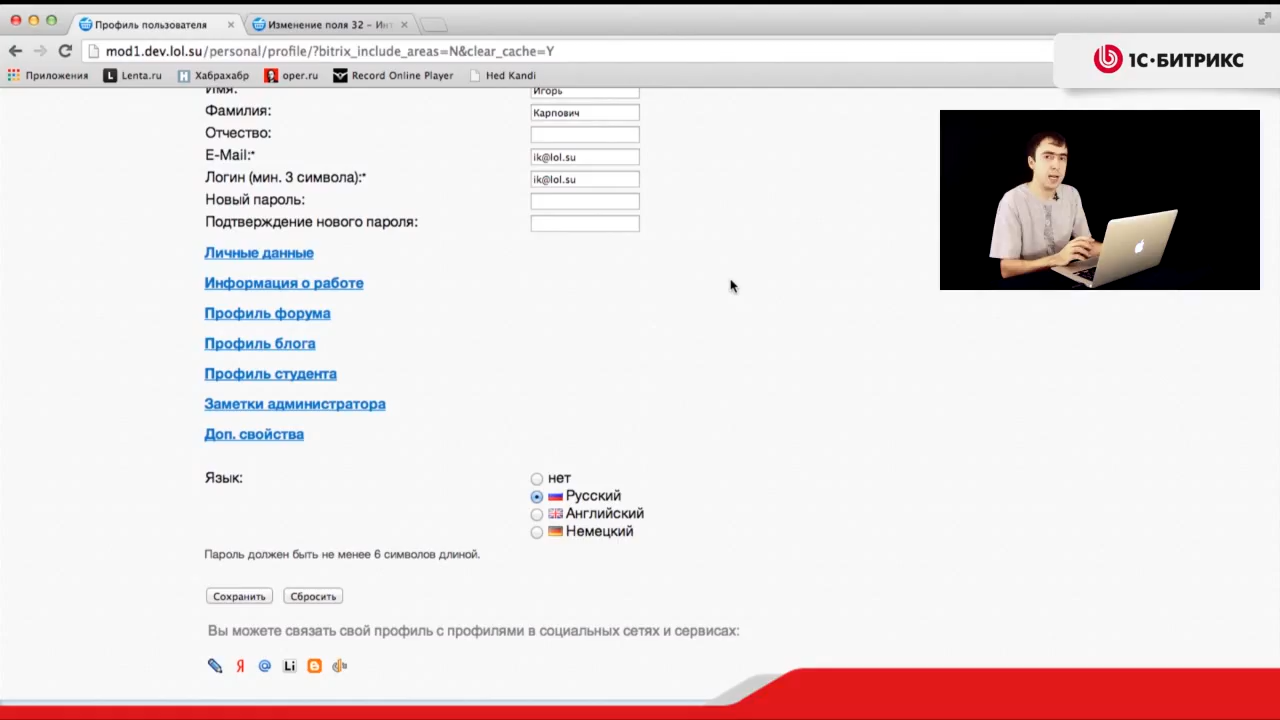 Профиль пользователя
Изменение поля 32 – Инт
mod1.dev.lol.su/personal/profile/?bitrix_include_areas=N&clear_cache=Y
Приложения Lenta.ru Хабрахабр oper.ru Record Online Player Hed Kandi
1С·БИТРИКС
Имя: Игорь
Фамилия: Карпович
Отчество:
E-Mail:* ik@lol.su
Логин (мин. 3 символа):* ik@lol.su
Новый пароль:
Подтверждение нового пароля:
Личные данные
Информация о работе
Профиль форума
Профиль блога
Профиль студента
Заметки администратора
Доп. свойства
Язык: нет
Русский
Английский
Немецкий
Пароль должен быть не менее 6 символов длиной.
Сохранить Сбросить
Вы можете связать свой профиль с профилями в социальных сетях и сервисах:
Я @ Li